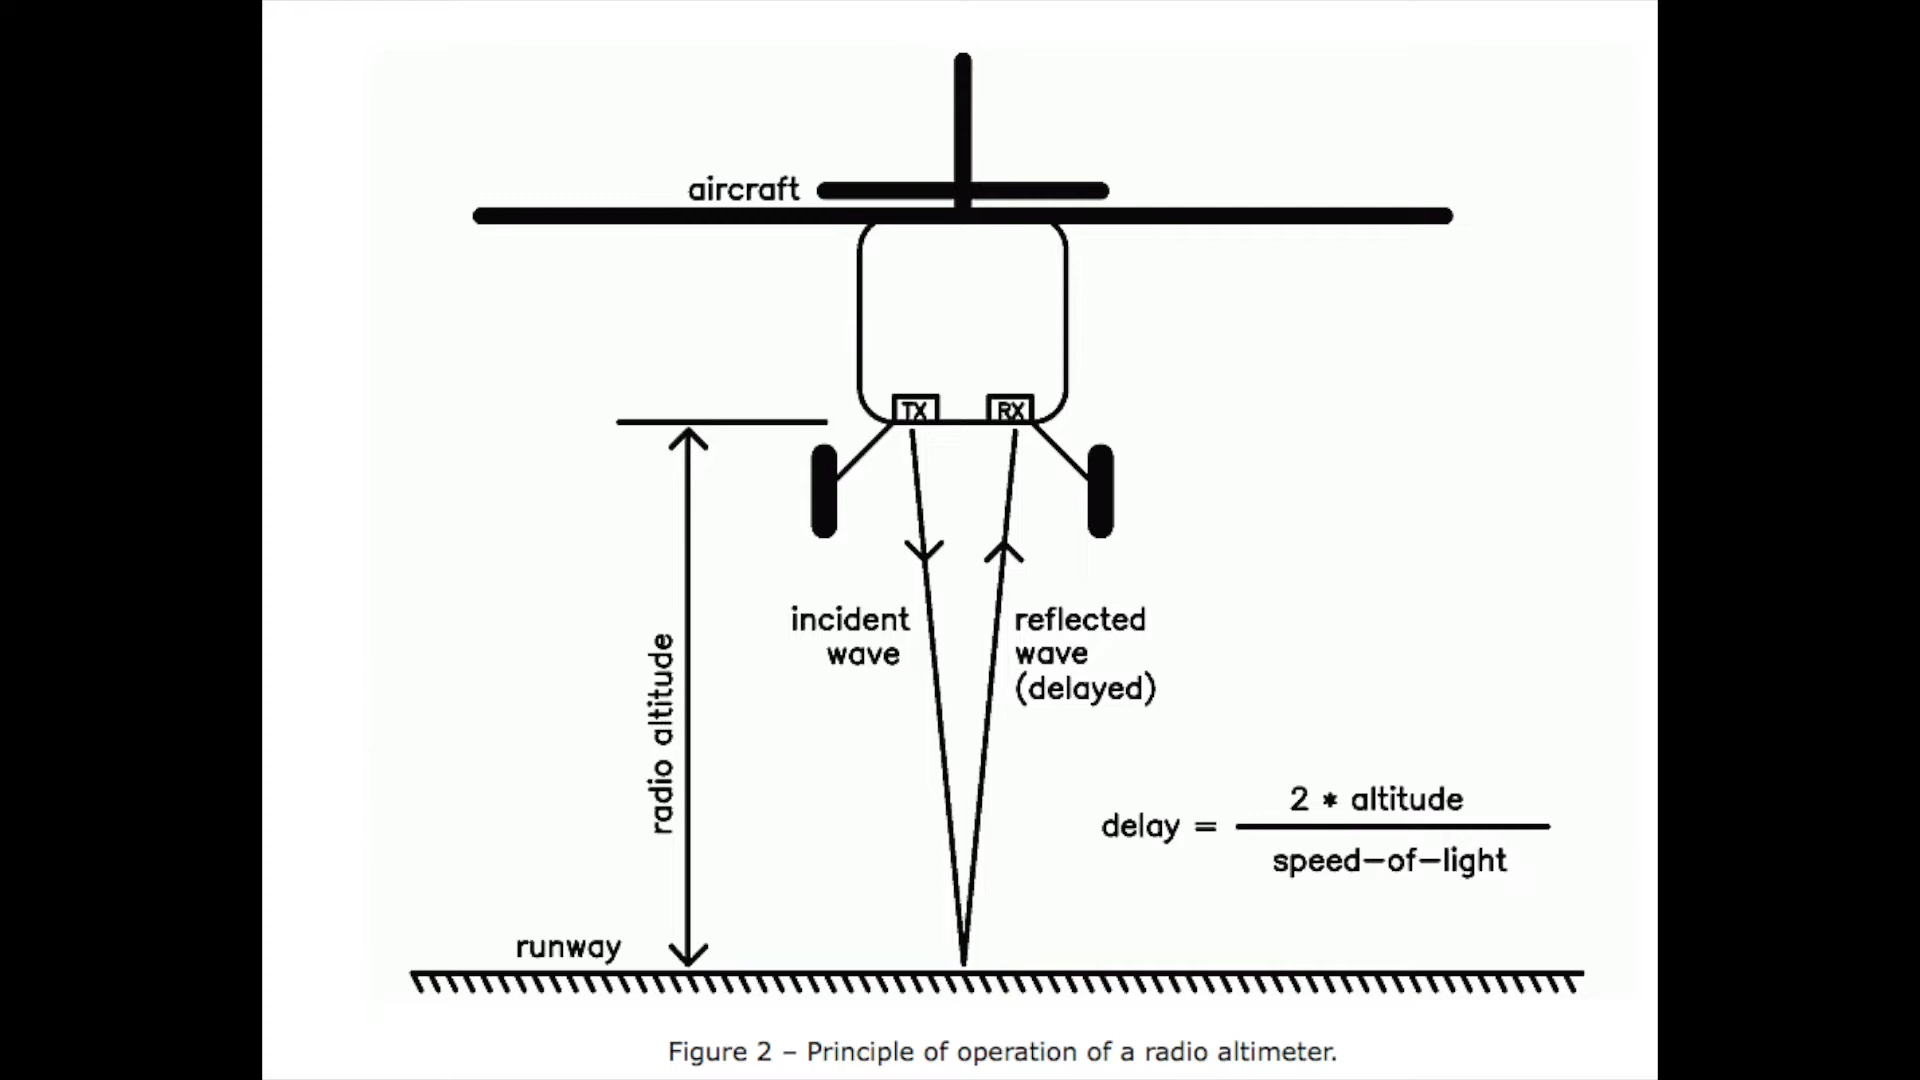 aircraft
TX
RX
incident
wave
reflected
wave
(delayed)
radio altitude
2 * altitude
delay =
speed-of-light
runway
Figure 2 – Principle of operation of a radio altimeter.